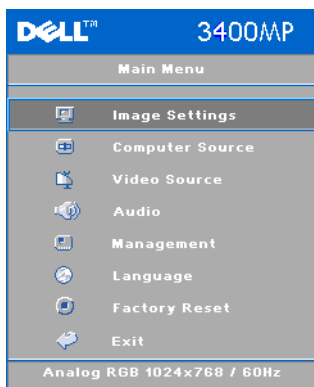 DELL™ 3400MP
Main Menu
Image Settings
Computer Source
Video Source
Audio
Management
Language
Factory Reset
Exit
Analog RGB 1024x768 / 60Hz